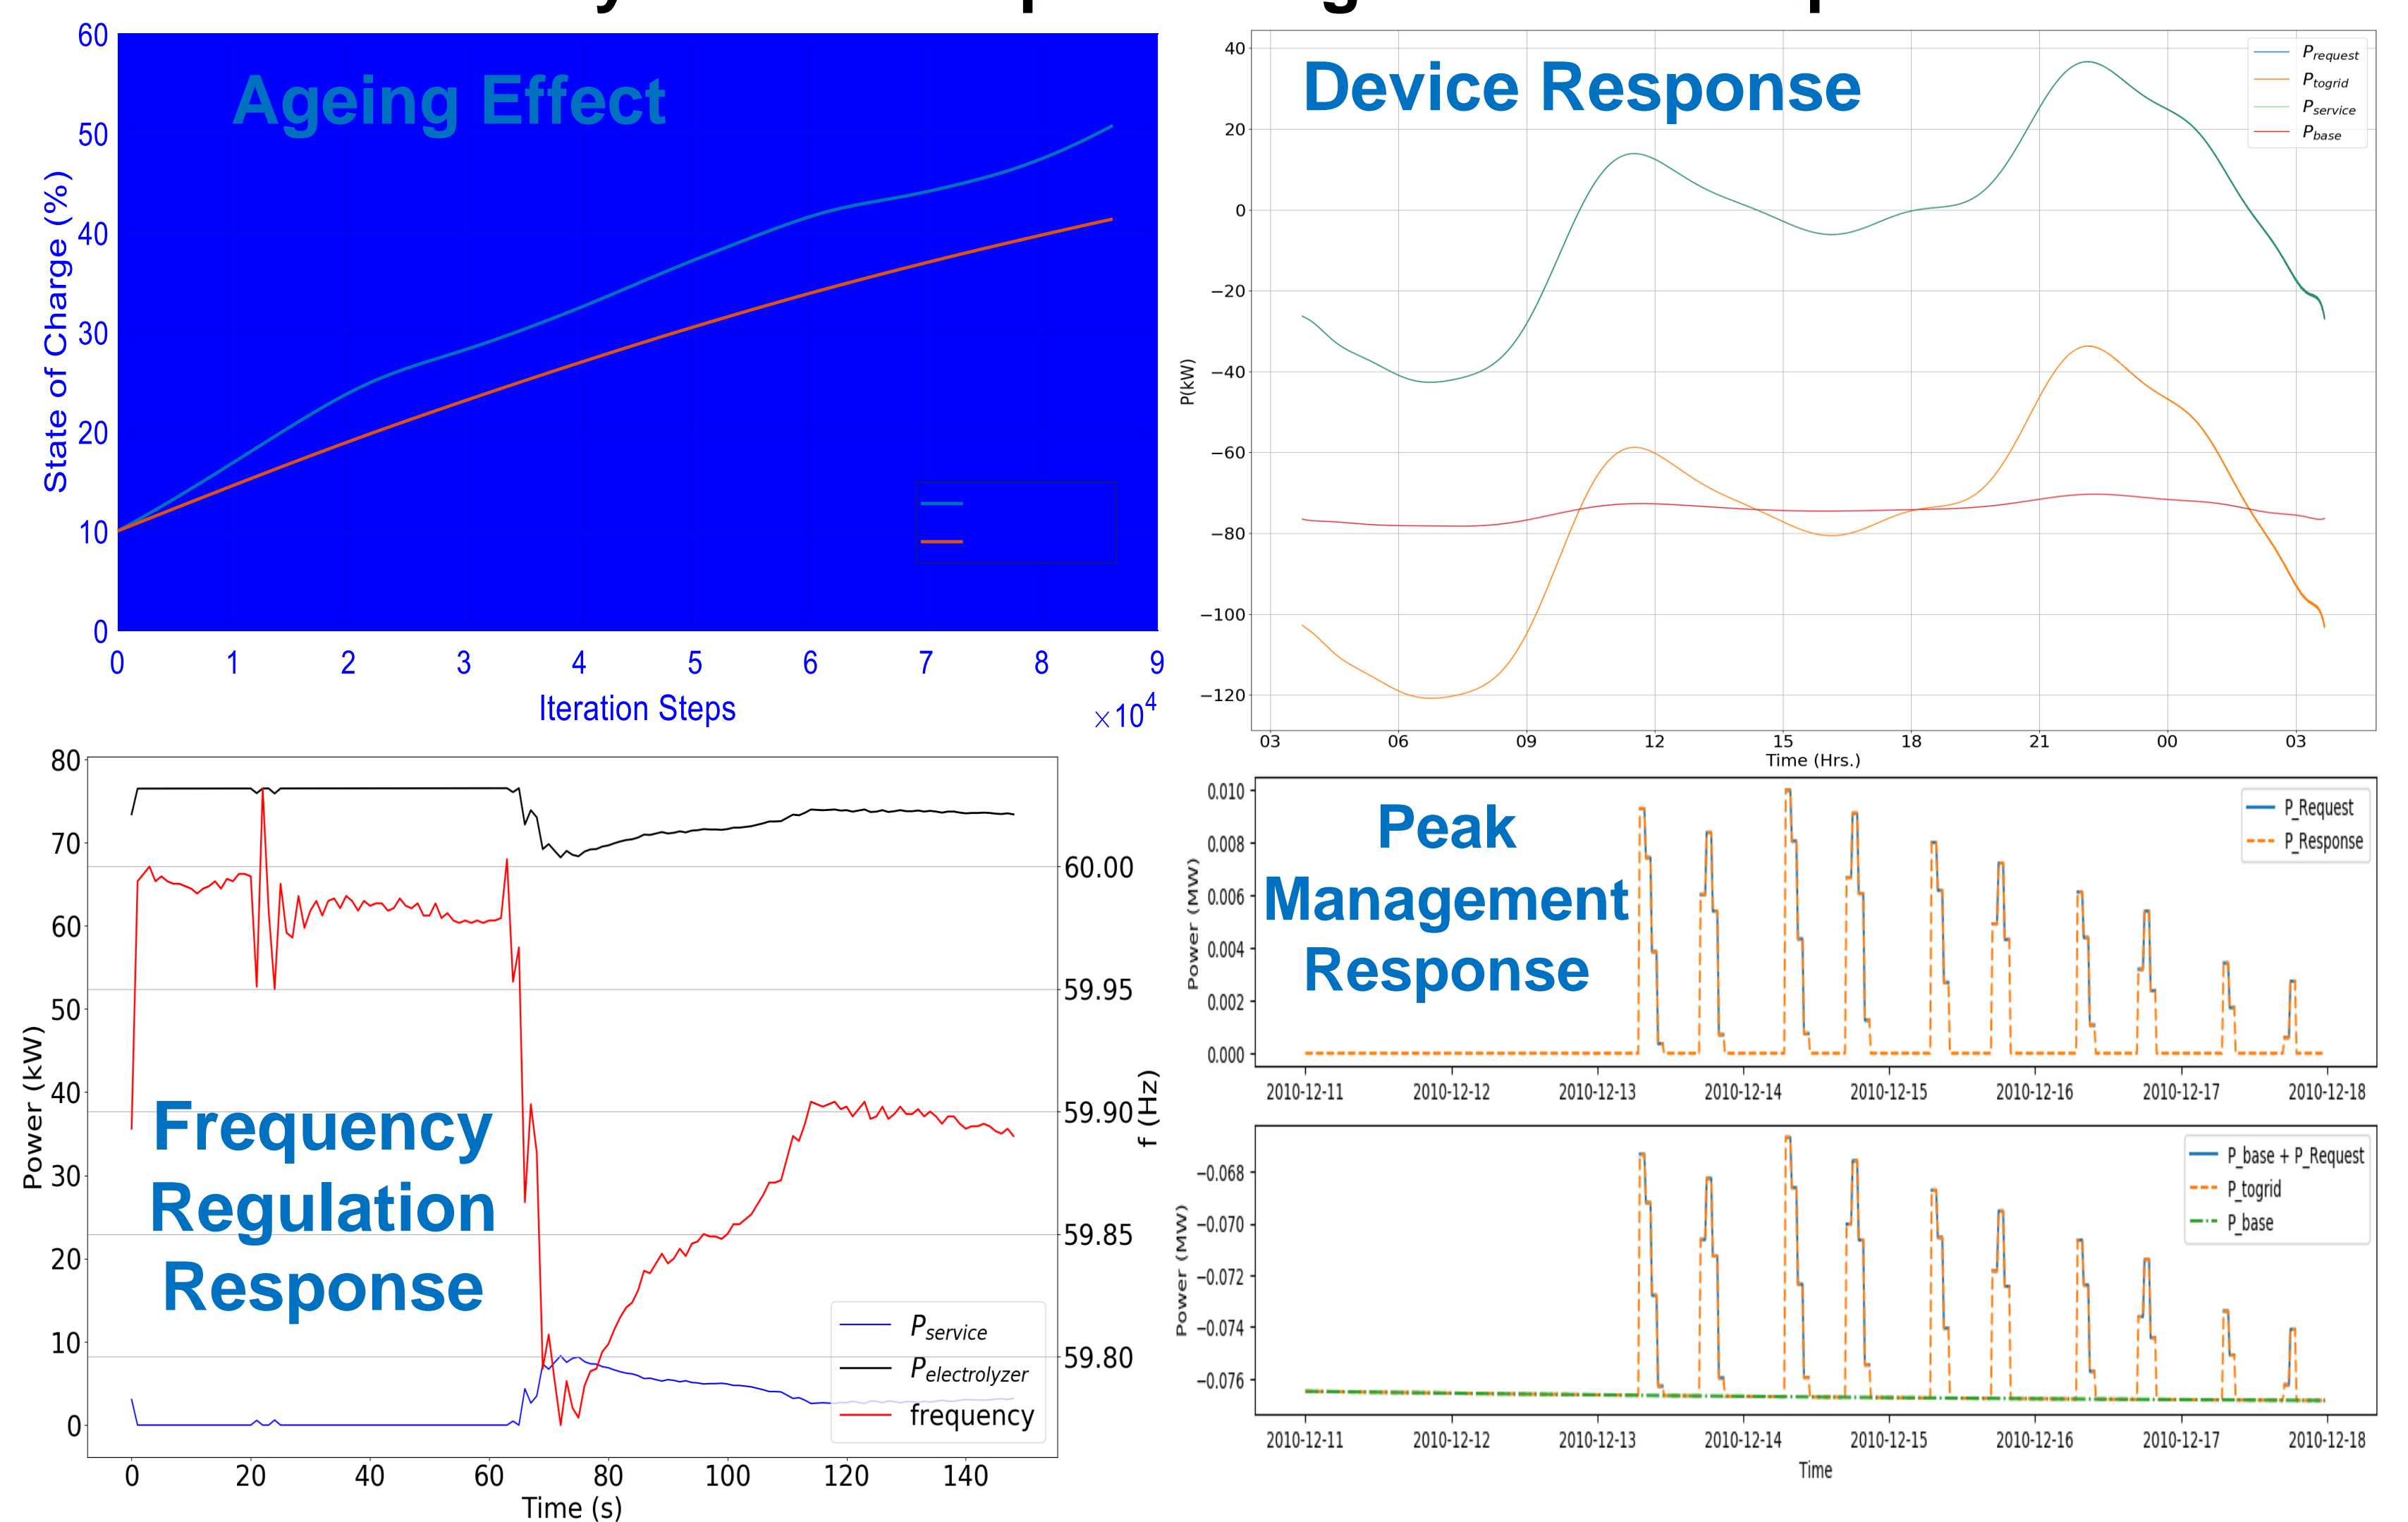 Ageing Effect
60
50
40
30
20
10
0
State of Charge (%)
0 1 2 3 4 5 6 7 8 9
Iteration Steps
×10⁴
Device Response
P_request
P_togrid
P_service
P_base
40
20
0
−20
−40
−60
−80
−100
−120
P(kW)
03 06 09 12 15 18 21 00 03
Time (Hrs.)
Frequency
Regulation
Response
80
70
60
50
40
30
20
10
0
Power (kW)
60.00
59.95
59.90
59.85
59.80
f (Hz)
P_service
P_electrolyzer
frequency
0 20 40 60 80 100 120 140
Time (s)
Peak
Management
Response
P_Request
P_Response
0.010
0.008
0.006
0.004
0.002
0.000
Power (MW)
2010-12-11 2010-12-12 2010-12-13 2010-12-14 2010-12-15 2010-12-16 2010-12-17 2010-12-18
P_base + P_Request
P_togrid
P_base
−0.068
−0.070
−0.072
−0.074
−0.076
Power (MW)
2010-12-11 2010-12-12 2010-12-13 2010-12-14 2010-12-15 2010-12-16 2010-12-17 2010-12-18
Time